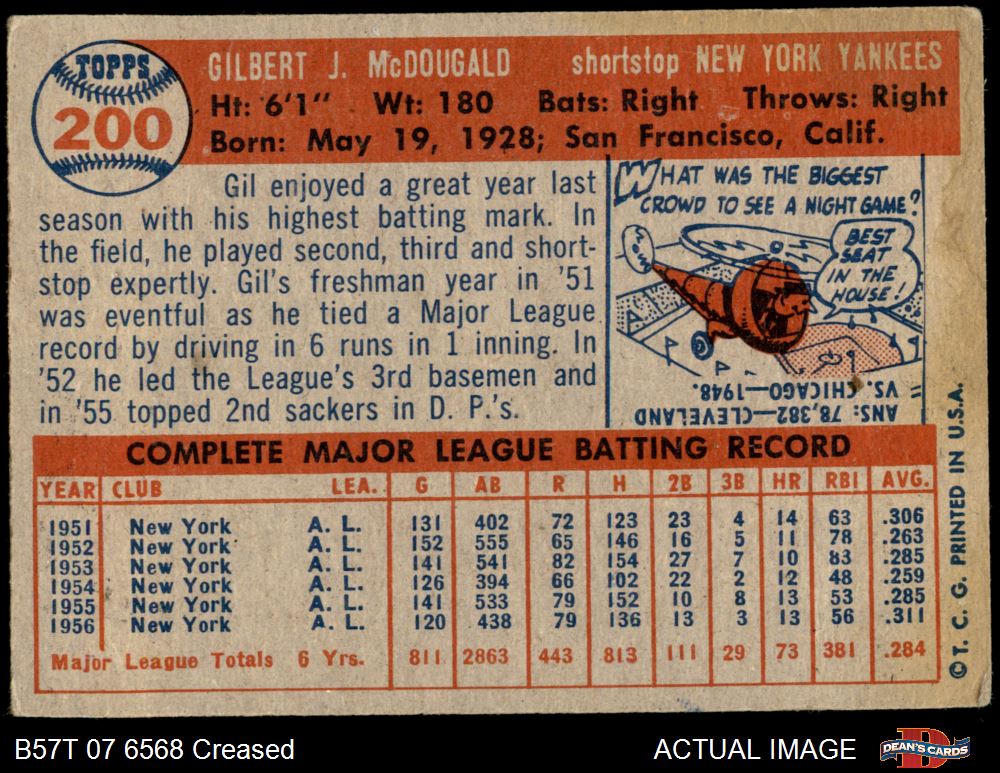 TOPPS
200
GILBERT J. McDOUGALD shortstop NEW YORK YANKEES
Ht: 6'1" Wt: 180 Bats: Right Throws: Right
Born: May 19, 1928; San Francisco, Calif.
Gil enjoyed a great year last
season with his highest batting mark. In
the field, he played second, third and short-
stop expertly. Gil's freshman year in '51
was eventful as he tied a Major League
record by driving in 6 runs in 1 inning. In
'52 he led the League's 3rd basemen and
in '55 topped 2nd sackers in D. P.'s.
WHAT WAS THE BIGGEST
CROWD TO SEE A NIGHT GAME?
BEST
SEAT
IN THE
HOUSE!
ANS: 78,382—CLEVELAND
VS. CHICAGO—1948.
COMPLETE MAJOR LEAGUE BATTING RECORD
YEAR CLUB LEA. G AB R H 2B 3B HR RBI AVG.
1951 New York A. L. 131 402 72 123 23 4 14 63 .306
1952 New York A. L. 152 555 65 146 16 5 11 78 .263
1953 New York A. L. 141 541 82 154 27 7 10 83 .285
1954 New York A. L. 126 394 66 102 22 2 12 48 .259
1955 New York A. L. 141 533 79 152 10 8 13 53 .285
1956 New York A. L. 120 438 79 136 13 3 13 56 .311
Major League Totals 6 Yrs. 811 2863 443 813 111 29 73 381 .284
©T. C. G. PRINTED IN U.S.A.
B57T 07 6568 Creased
ACTUAL IMAGE
DEAN'S CARDS